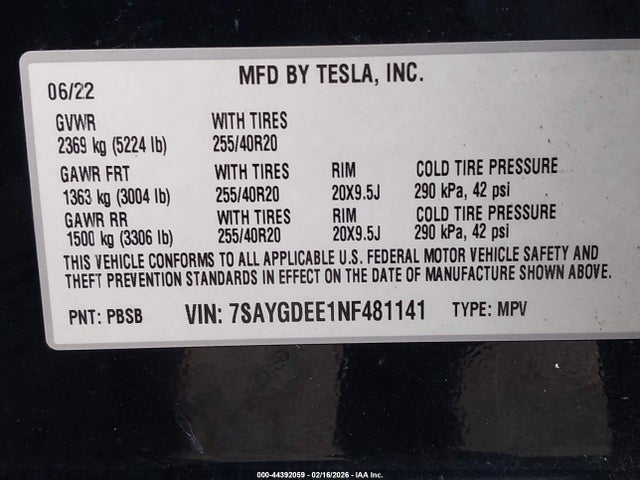 MFD BY TESLA, INC.
06/22
GVWR WITH TIRES
2369 kg (5224 lb) 255/40R20
GAWR FRT WITH TIRES RIM COLD TIRE PRESSURE
1363 kg (3004 lb) 255/40R20 20X9.5J 290 kPa, 42 psi
GAWR RR WITH TIRES RIM COLD TIRE PRESSURE
1500 kg (3306 lb) 255/40R20 20X9.5J 290 kPa, 42 psi
THIS VEHICLE CONFORMS TO ALL APPLICABLE U.S. FEDERAL MOTOR VEHICLE SAFETY AND
THEFT PREVENTION STANDARDS IN EFFECT ON THE DATE OF MANUFACTURE SHOWN ABOVE.
PNT: PBSB VIN: 7SAYGDEE1NF481141 TYPE: MPV
000-44392059 - 02/16/2026 - IAA Inc.